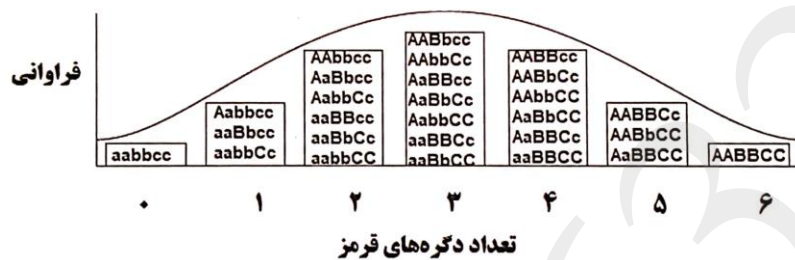 فراوانی
aabbcc
Aabbcc
aaBbcc
aabbCc
AAbbcc
AaBbcc
AabbCc
aaBBcc
aaBbCc
aabbCC
AABbcc
AAbbCc
AaBBcc
AaBbCc
AabbCC
aaBBCc
aaBbCC
AABBcc
AABbCc
AAbbCC
AaBbCC
AaBBCc
aaBBCC
AABBCc
AABbCC
AaBBCC
AABBCC
۰ ۱ ۲ ۳ ۴ ۵ ۶
تعداد دگره‌های قرمز